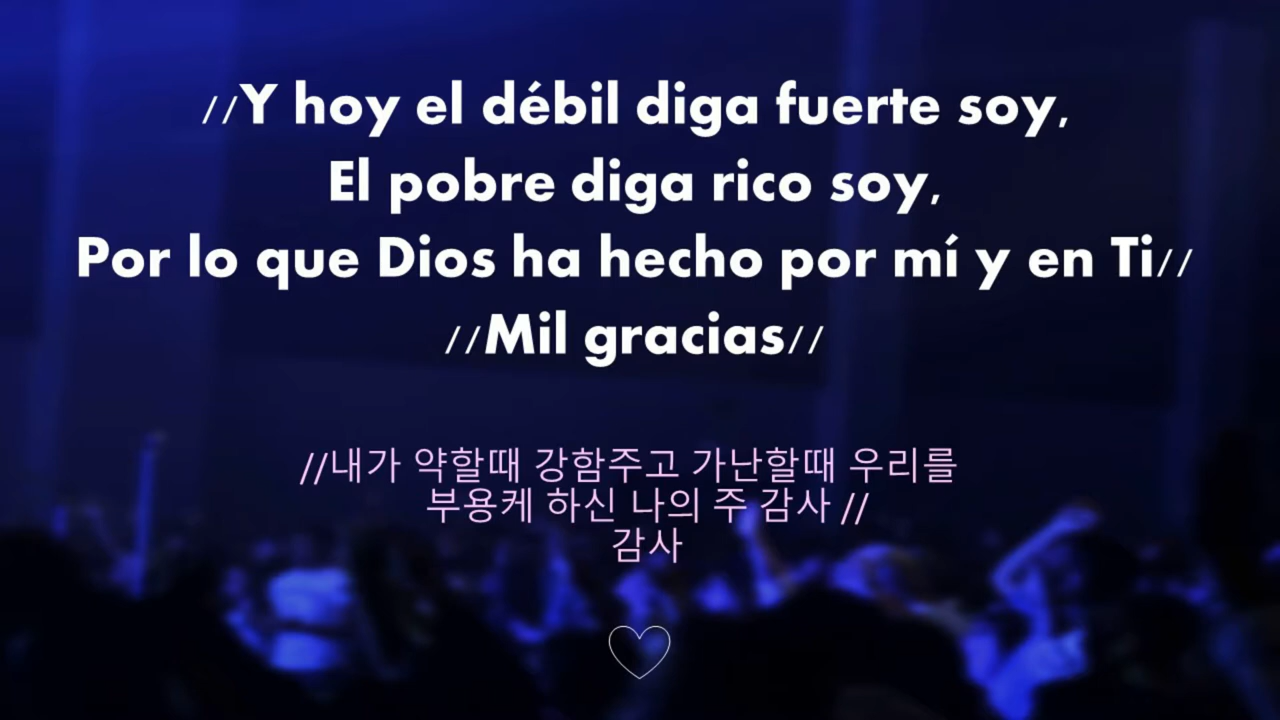 //Y hoy el débil diga fuerte soy,
El pobre diga rico soy,
Por lo que Dios ha hecho por mí y en Ti//
//Mil gracias//
//내가 약할때 강함주고 가난할때 우리를
부용케 하신 나의 주 감사 //
감사